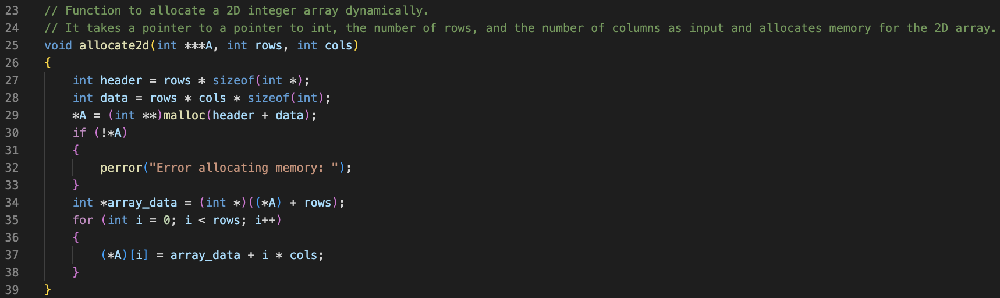 23 // Function to allocate a 2D integer array dynamically.
24 // It takes a pointer to a pointer to int, the number of rows, and the number of columns as input and allocates memory for the 2D array.
25 void allocate2d(int ***A, int rows, int cols)
26 {
27     int header = rows * sizeof(int *);
28     int data = rows * cols * sizeof(int);
29     *A = (int **)malloc(header + data);
30     if (!*A)
31     {
32         perror("Error allocating memory: ");
33     }
34     int *array_data = (int *)((*A) + rows);
35     for (int i = 0; i < rows; i++)
36     {
37         (*A)[i] = array_data + i * cols;
38     }
39 }